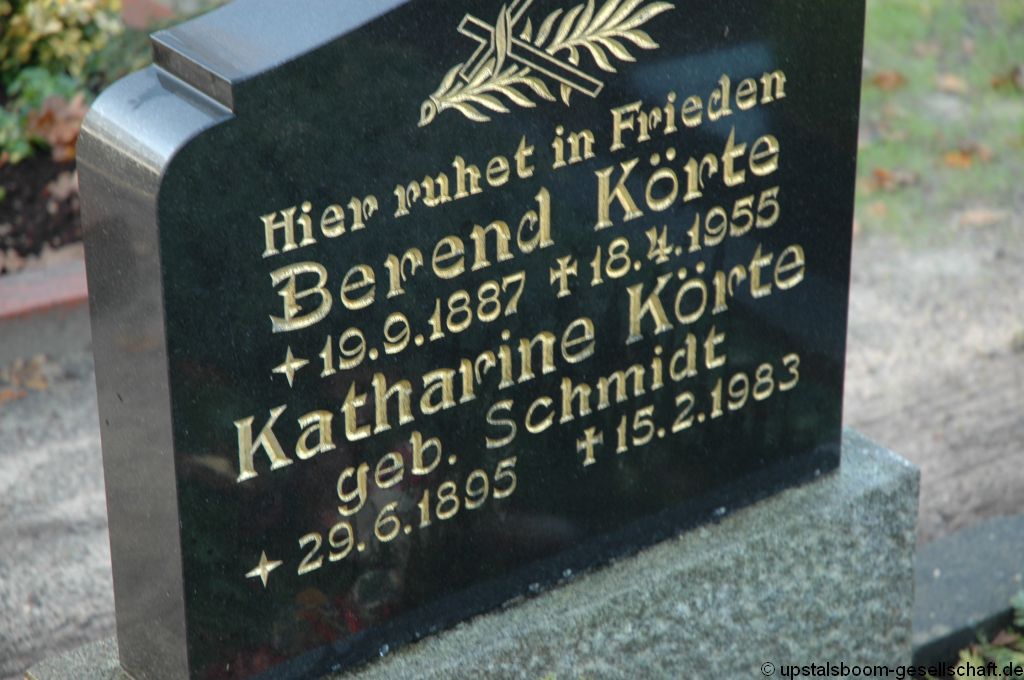 Hier ruhet in Frieden
Berend Körte
19.9.1887 18.4.1955
Katharine Körte
geb. Schmidt
29.6.1895 15.2.1983
© upstalsboom-gesellschaft.de